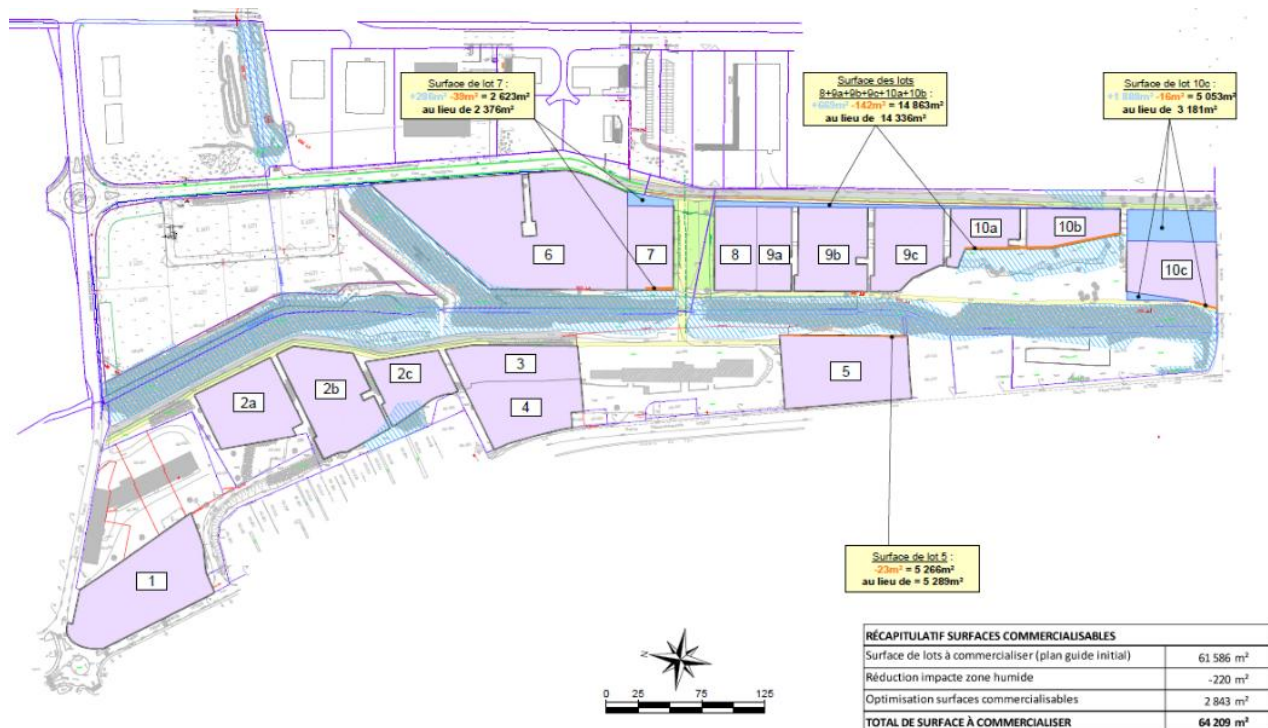 Surface de lot 7 :
+286m² -39m² = 2 623m²
au lieu de 2 376m²
Surface des lots
8+9a+9b+9c+10a+10b :
+669m² -142m² = 14 863m²
au lieu de 14 336m²
Surface de lot 10c :
+1 888m² -16m² = 5 053m²
au lieu de 3 181m²
6
7
8
9a
9b
9c
10a
10b
10c
2a
2b
2c
3
4
5
1
Surface de lot 5 :
-23m² = 5 266m²
au lieu de = 5 289m²
N
0 25 50 75 125
RÉCAPITULATIF SURFACES COMMERCIALISABLES
Surface de lots à commercialiser (plan guide initial) 61 586 m²
Réduction impacte zone humide -220 m²
Optimisation surfaces commercialisables 2 843 m²
TOTAL DE SURFACE À COMMERCIALISER 64 209 m²